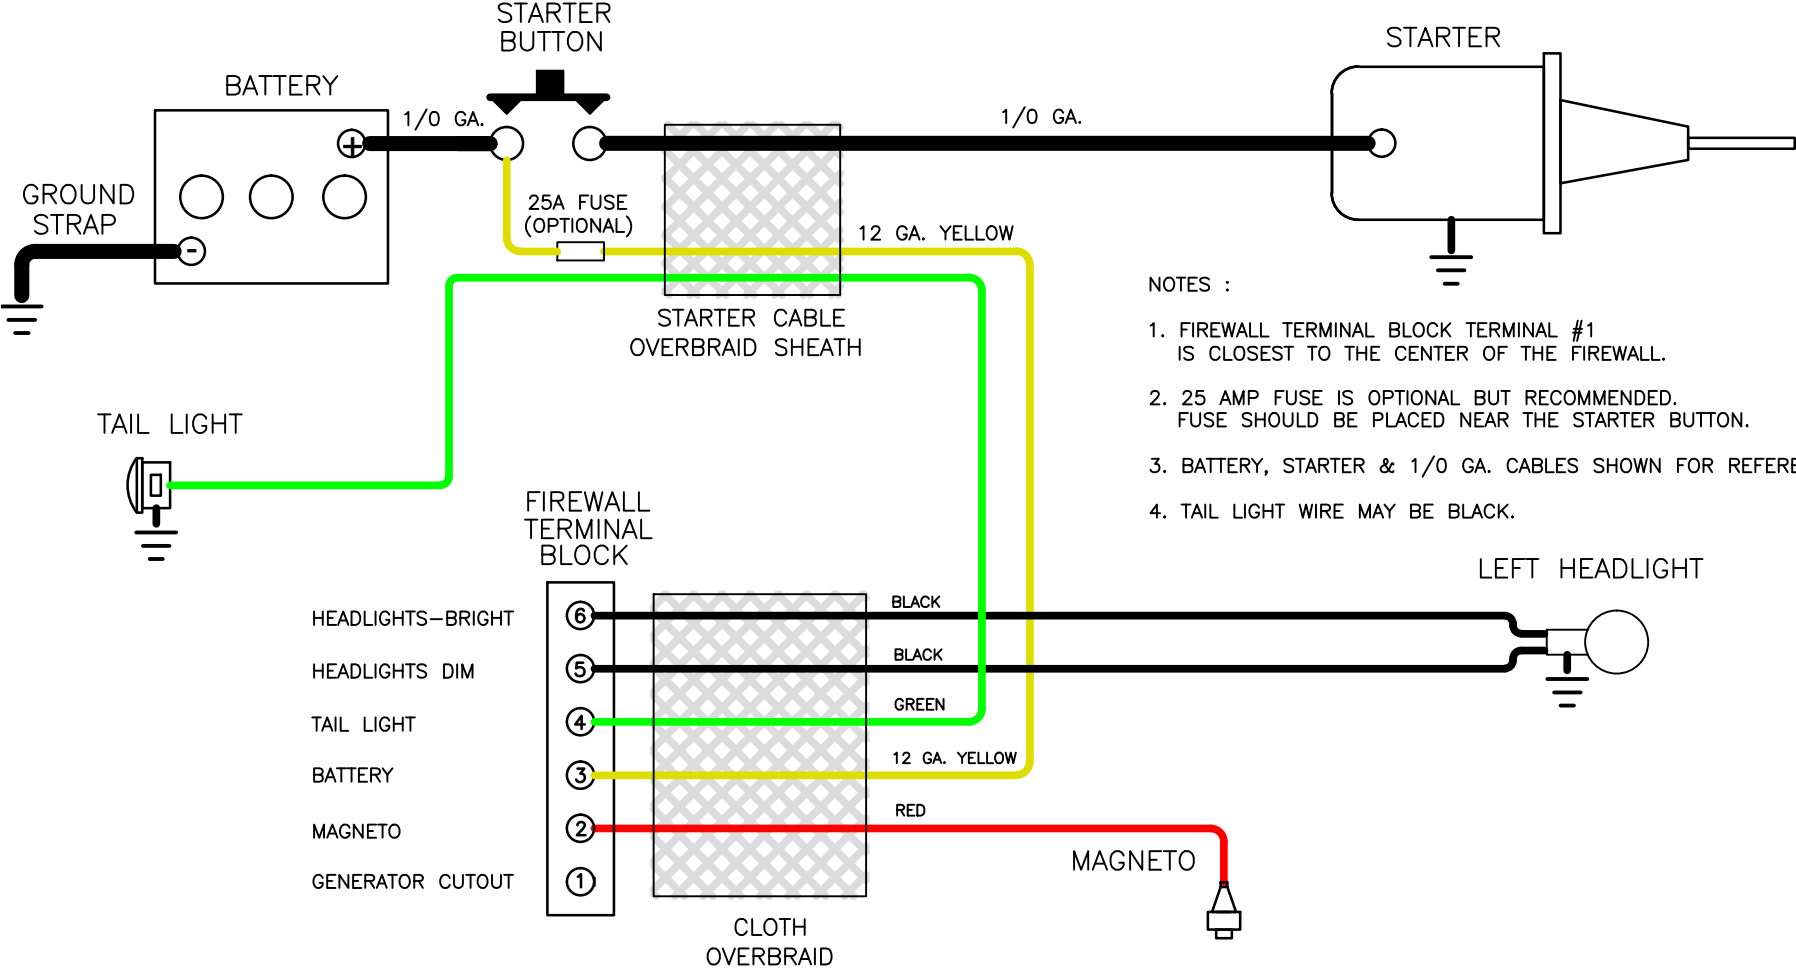 STARTER
BUTTON
STARTER
BATTERY
1/0 GA.
1/0 GA.
+
GROUND
STRAP
25A FUSE
(OPTIONAL)
12 GA. YELLOW
-
NOTES :
STARTER CABLE
OVERBRAID SHEATH
1. FIREWALL TERMINAL BLOCK TERMINAL #1
IS CLOSEST TO THE CENTER OF THE FIREWALL.
2. 25 AMP FUSE IS OPTIONAL BUT RECOMMENDED.
FUSE SHOULD BE PLACED NEAR THE STARTER BUTTON.
3. BATTERY, STARTER & 1/0 GA. CABLES SHOWN FOR REFERE
4. TAIL LIGHT WIRE MAY BE BLACK.
TAIL LIGHT
FIREWALL
TERMINAL
BLOCK
LEFT HEADLIGHT
HEADLIGHTS-BRIGHT 6 BLACK
HEADLIGHTS DIM 5 BLACK
TAIL LIGHT 4 GREEN
BATTERY 3 12 GA. YELLOW
MAGNETO 2 RED
MAGNETO
GENERATOR CUTOUT 1
CLOTH
OVERBRAID